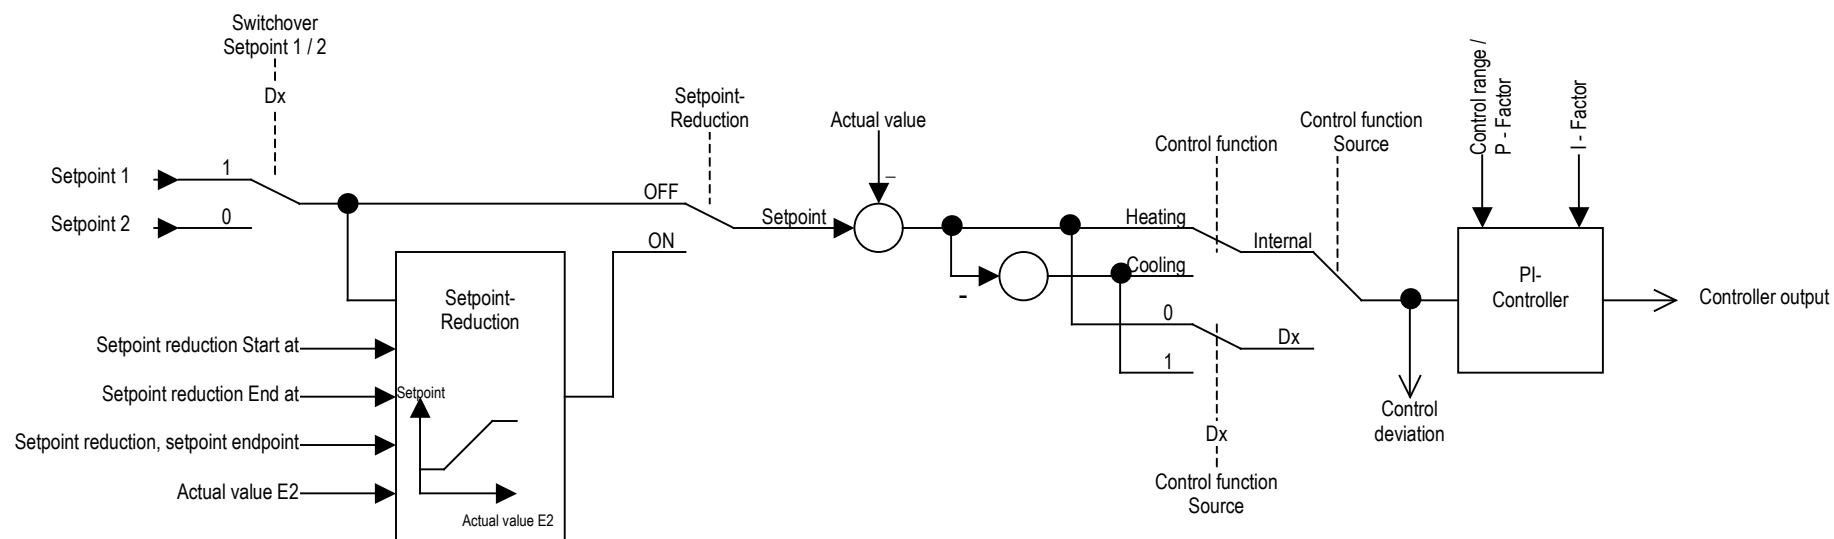 Switchover
Setpoint 1 / 2
Dx
Setpoint 1
1
Setpoint 2
0
Setpoint-
Reduction
OFF
ON
Actual value
–
Setpoint
Control function
Control function
Source
Heating
Internal
Cooling
-
0
Dx
1
Dx
Control function
Source
Control range /
P - Factor
I - Factor
PI-
Controller
Controller output
Control
deviation
Setpoint-
Reduction
Setpoint reduction Start at
Setpoint reduction End at
Setpoint
Setpoint reduction, setpoint endpoint
Actual value E2
Actual value E2